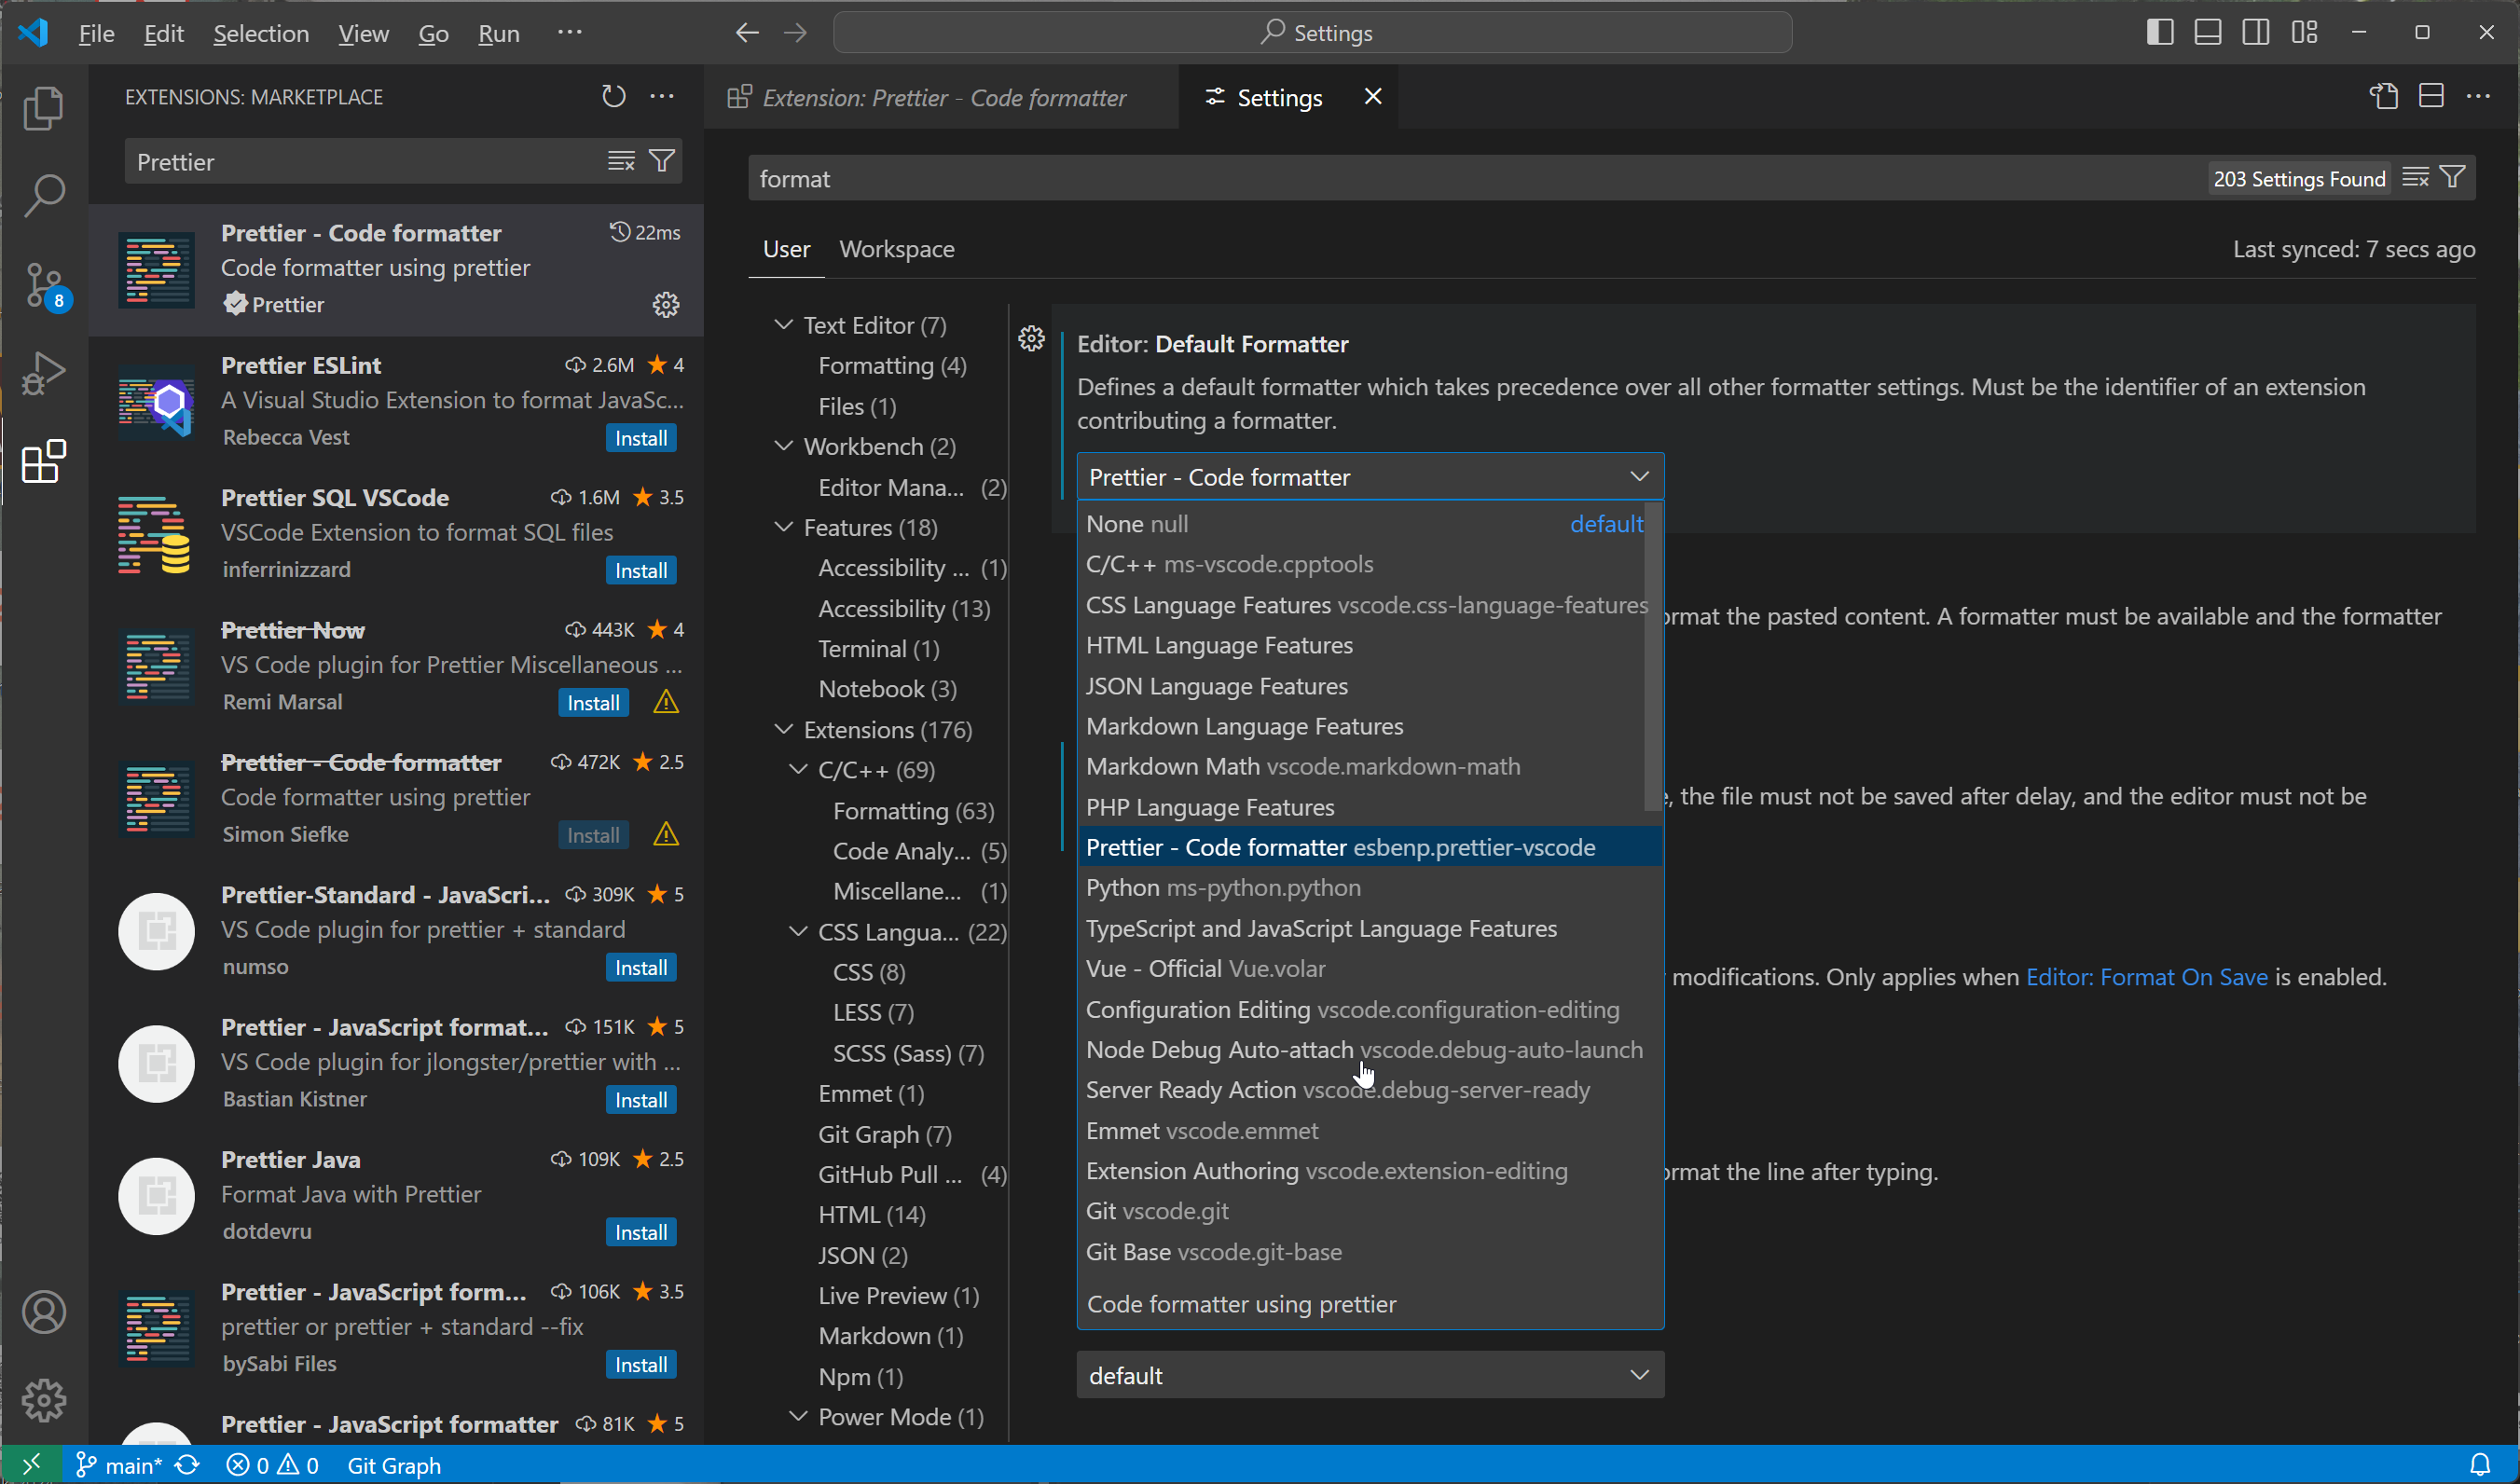 File Edit Selection View Go Run ···
Settings
EXTENSIONS: MARKETPLACE
Prettier
Prettier - Code formatter 22ms
Code formatter using prettier
Prettier
Prettier ESLint 2.6M 4
A Visual Studio Extension to format JavaSc...
Rebecca Vest Install
Prettier SQL VSCode 1.6M 3.5
VSCode Extension to format SQL files
inferrinizzard Install
Prettier Now 443K 4
VS Code plugin for Prettier Miscellaneous ...
Remi Marsal Install
Prettier - Code formatter 472K 2.5
Code formatter using prettier
Simon Siefke Install
Prettier-Standard - JavaScri... 309K 5
VS Code plugin for prettier + standard
numso Install
Prettier - JavaScript format... 151K 5
VS Code plugin for jlongster/prettier with ...
Bastian Kistner Install
Prettier Java 109K 2.5
Format Java with Prettier
dotdevru Install
Prettier - JavaScript form... 106K 3.5
prettier or prettier + standard --fix
bySabi Files Install
Prettier - JavaScript formatter 81K 5
Extension: Prettier - Code formatter
Settings
format
203 Settings Found
User Workspace
Last synced: 7 secs ago
Text Editor (7)
Formatting (4)
Files (1)
Workbench (2)
Editor Mana... (2)
Features (18)
Accessibility ... (1)
Accessibility (13)
Terminal (1)
Notebook (3)
Extensions (176)
C/C++ (69)
Formatting (63)
Code Analy... (5)
Miscellane... (1)
CSS Langua... (22)
CSS (8)
LESS (7)
SCSS (Sass) (7)
Emmet (1)
Git Graph (7)
GitHub Pull ... (4)
HTML (14)
JSON (2)
Live Preview (1)
Markdown (1)
Npm (1)
Power Mode (1)
Editor: Default Formatter
Defines a default formatter which takes precedence over all other formatter settings. Must be the identifier of an extension
contributing a formatter.
Prettier - Code formatter
None null default
C/C++ ms-vscode.cpptools
CSS Language Features vscode.css-language-features
HTML Language Features
JSON Language Features
Markdown Language Features
Markdown Math vscode.markdown-math
PHP Language Features
Prettier - Code formatter esbenp.prettier-vscode
Python ms-python.python
TypeScript and JavaScript Language Features
Vue - Official Vue.volar
Configuration Editing vscode.configuration-editing
Node Debug Auto-attach vscode.debug-auto-launch
Server Ready Action vscode.debug-server-ready
Emmet vscode.emmet
Extension Authoring vscode.extension-editing
Git vscode.git
Git Base vscode.git-base
Code formatter using prettier
ormat the pasted content. A formatter must be available and the formatter
, the file must not be saved after delay, and the editor must not be
modifications. Only applies when Editor: Format On Save is enabled.
ormat the line after typing.
default
8
main* 0 0 Git Graph